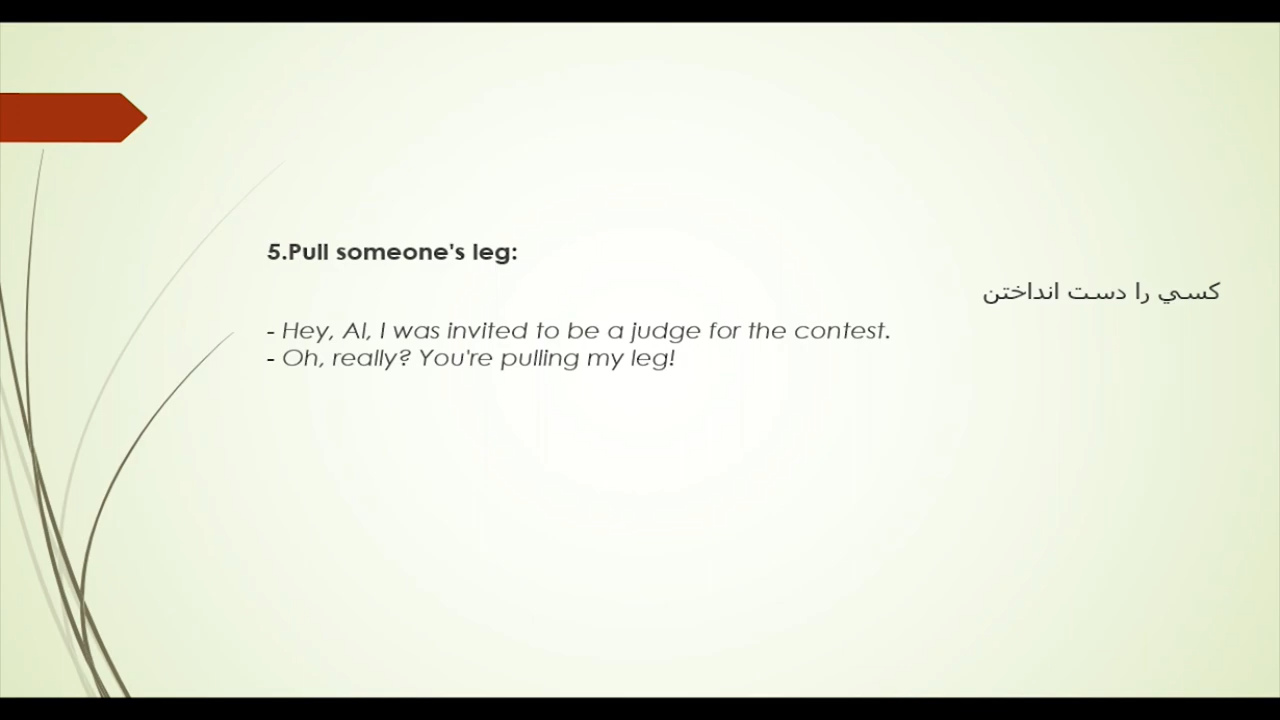 5.Pull someone's leg:
كسي را دست انداختن
- Hey, Al, I was invited to be a judge for the contest.
- Oh, really? You're pulling my leg!